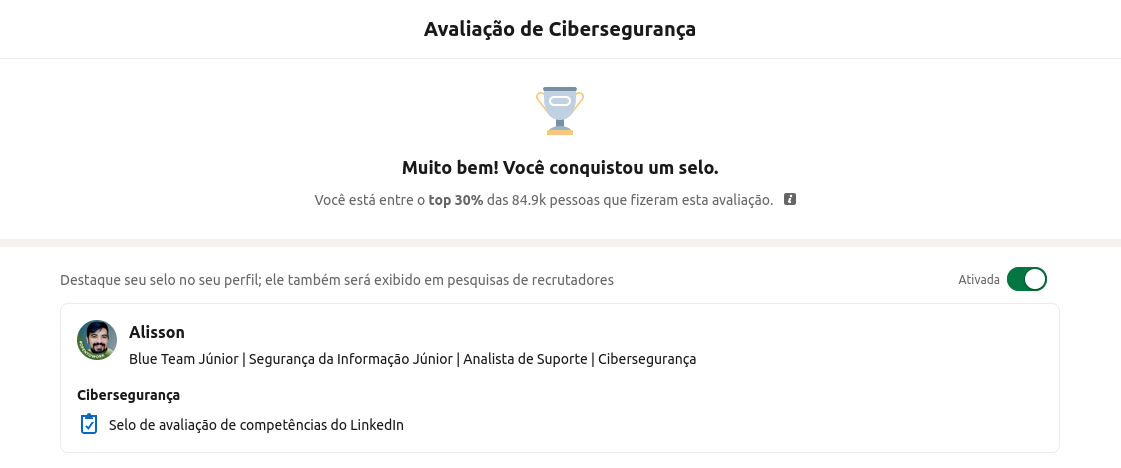 Avaliação de Cibersegurança
Muito bem! Você conquistou um selo.
Você está entre o top 30% das 84.9k pessoas que fizeram esta avaliação.
Destaque seu selo no seu perfil; ele também será exibido em pesquisas de recrutadores
Ativada
Alisson
Blue Team Júnior | Segurança da Informação Júnior | Analista de Suporte | Cibersegurança
Cibersegurança
Selo de avaliação de competências do LinkedIn